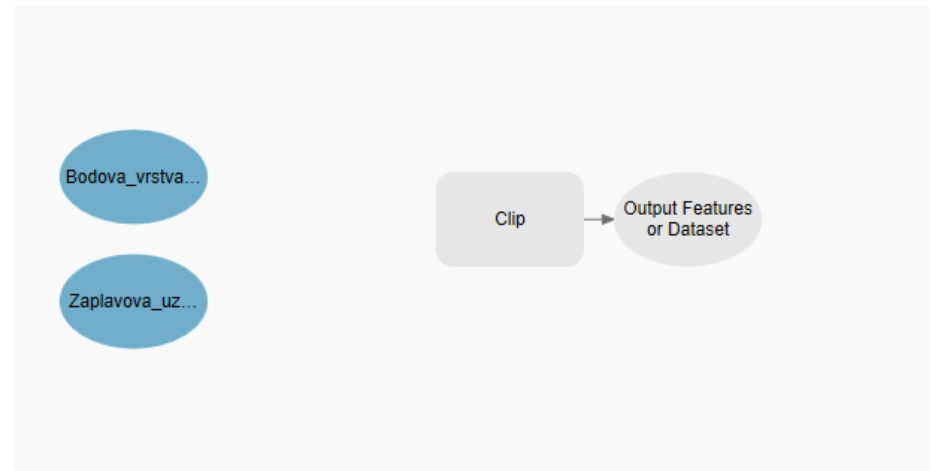 Bodova_vrstva...
Zaplavova_uz...
Clip
Output Features
or Dataset